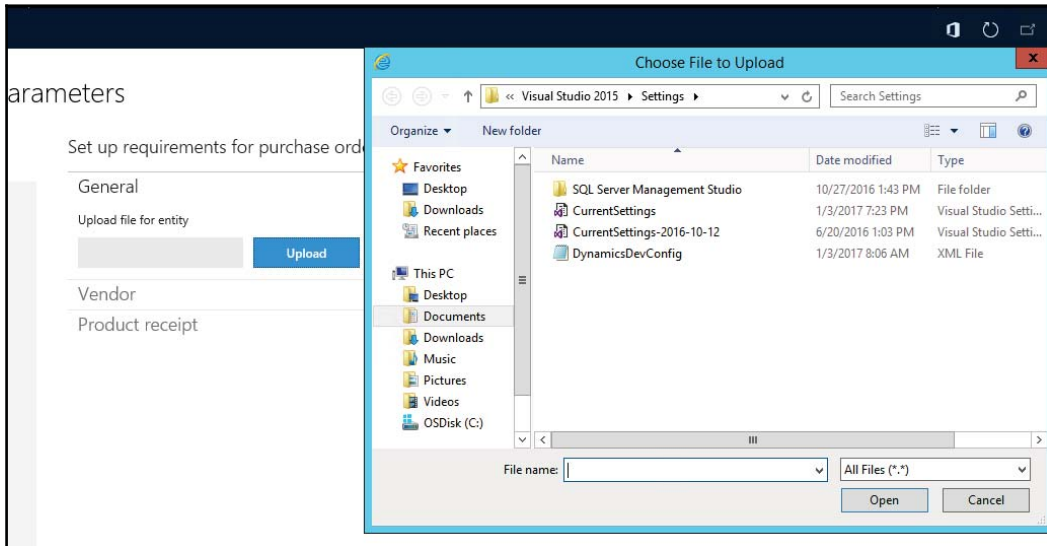 Choose File to Upload
x
arameters
« Visual Studio 2015 ▸ Settings ▸
Search Settings
Organize ▾ New folder
Set up requirements for purchase orde
General
Upload file for entity
Upload
Vendor
Product receipt
Favorites
Desktop
Downloads
Recent places
This PC
Desktop
Documents
Downloads
Music
Pictures
Videos
OSDisk (C:)
Name Date modified Type
SQL Server Management Studio 10/27/2016 1:43 PM File folder
CurrentSettings 1/3/2017 7:23 PM Visual Studio Setti...
CurrentSettings-2016-10-12 6/20/2016 1:03 PM Visual Studio Setti...
DynamicsDevConfig 1/3/2017 8:06 AM XML File
File name: All Files (*.*)
Open Cancel